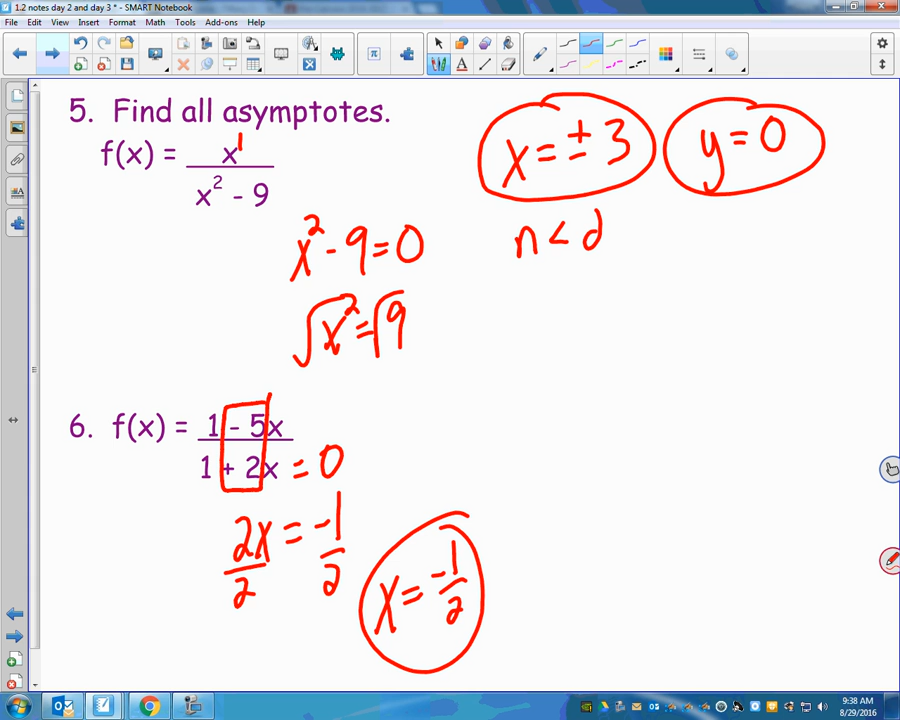 1.2 notes day 2 and day 3 * - SMART Notebook
File Edit View Insert Format Math Tools Add-ons Help
5. Find all asymptotes.
x = ± 3
y = 0
f(x) = x¹ / x² - 9
n < d
x² - 9 = 0
√x² = √9
6. f(x) = 1 - 5x / 1 + 2x = 0
2x/2 = -1/2
x = -1/2
9:38 AM
8/29/2016